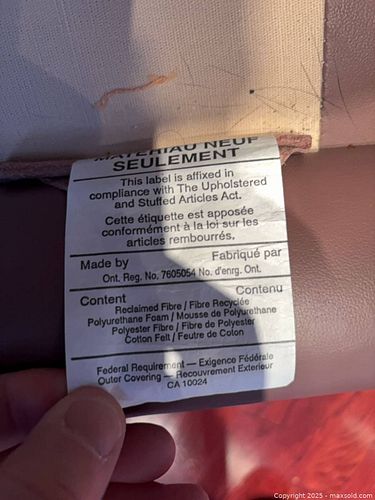 MATÉRIAU NEUF
SEULEMENT
This label is affixed in
compliance with The Upholstered
and Stuffed Articles Act.
Cette étiquette est apposée
conformément à la loi sur les
articles rembourrés.
Made by Fabriqué par
Ont. Reg. No. 7605054 No. d'enrg. Ont.
Content Contenu
Reclaimed Fibre / Fibre Recyclée
Polyurethane Foam / Mousse de Polyurethane
Polyester Fibre / Fibre de Polyester
Cotton Felt / Feutre de Coton
Federal Requirement — Exigence Fédérale
Outer Covering — Recouvrement Exterieur
CA 10024
Copyright 2025 - maxsold.com